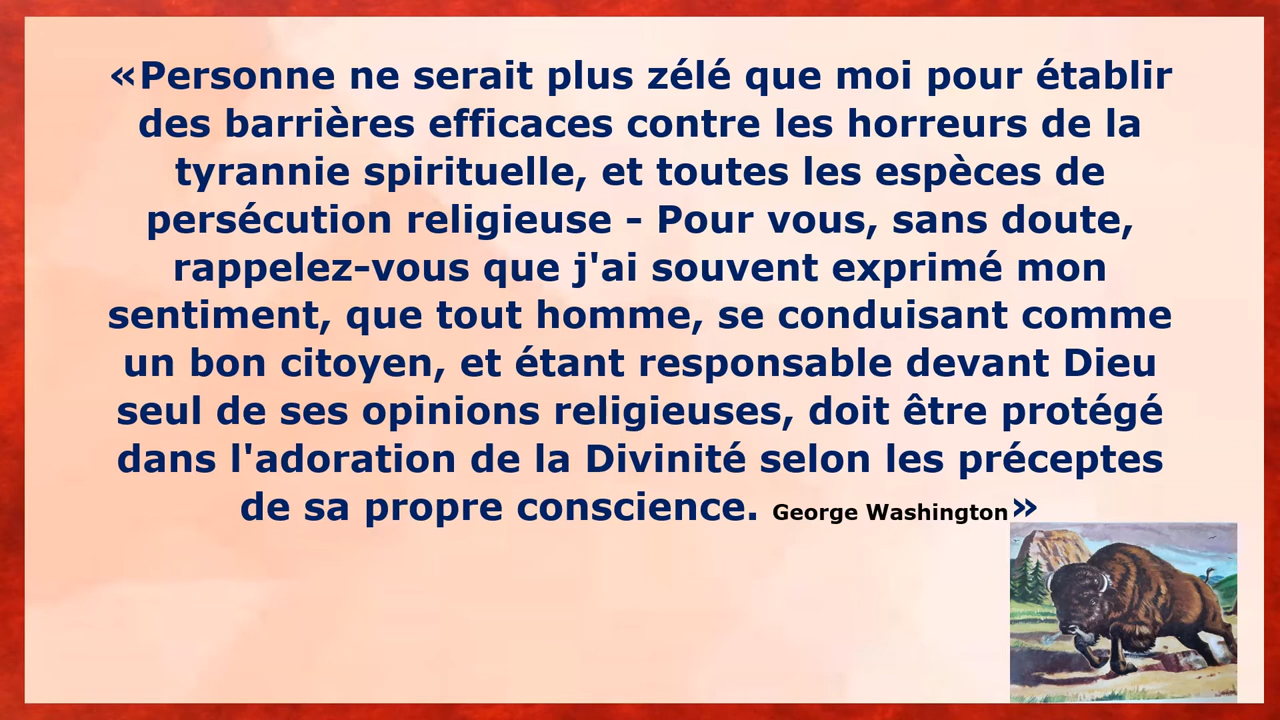 «Personne ne serait plus zélé que moi pour établir
des barrières efficaces contre les horreurs de la
tyrannie spirituelle, et toutes les espèces de
persécution religieuse - Pour vous, sans doute,
rappelez-vous que j'ai souvent exprimé mon
sentiment, que tout homme, se conduisant comme
un bon citoyen, et étant responsable devant Dieu
seul de ses opinions religieuses, doit être protégé
dans l'adoration de la Divinité selon les préceptes
de sa propre conscience. George Washington»